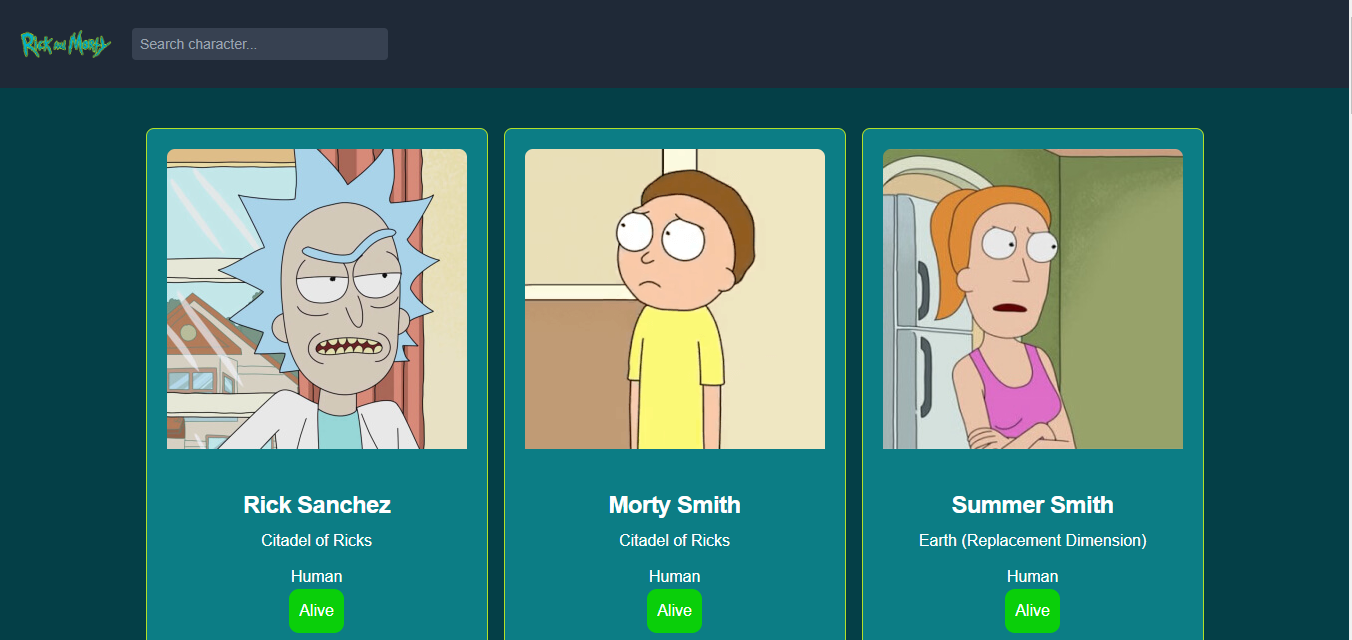 Rick and Morty
Search character...
Rick Sanchez
Citadel of Ricks
Human
Alive
Morty Smith
Citadel of Ricks
Human
Alive
Summer Smith
Earth (Replacement Dimension)
Human
Alive